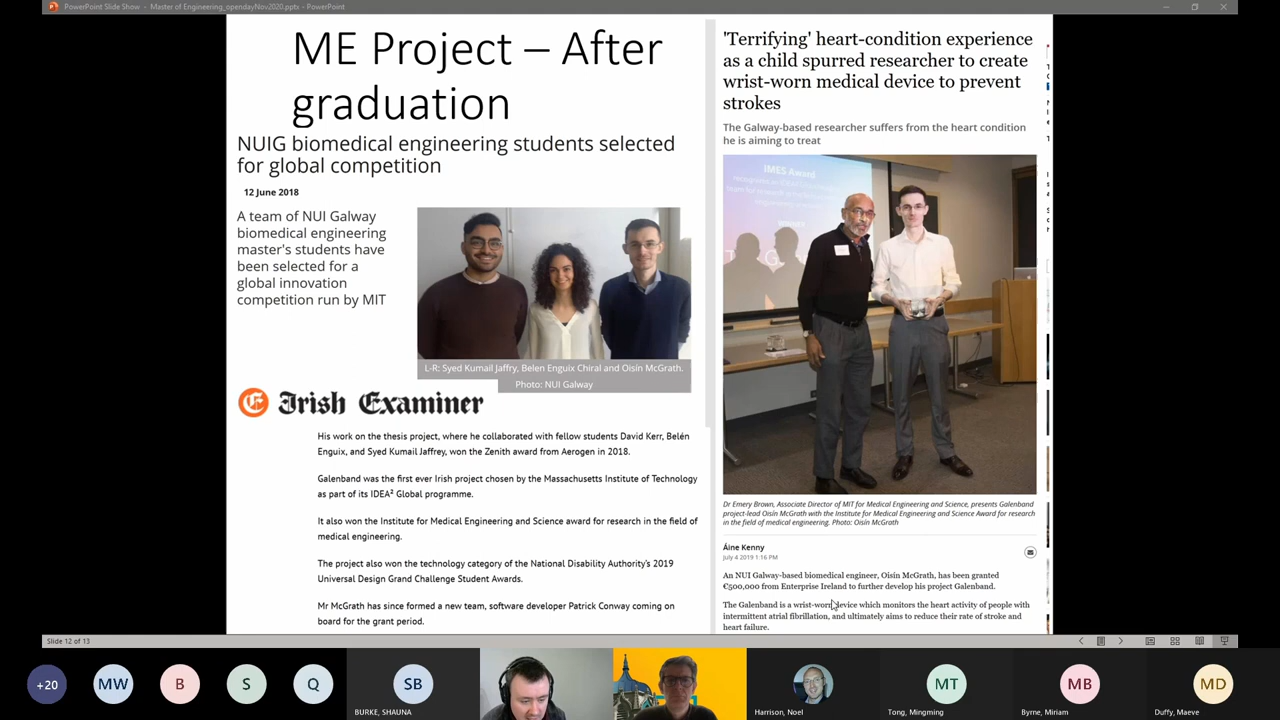 PowerPoint Slide Show - Master of Engineering_opendayNov2020.pptx - PowerPoint
ME Project – After
graduation
NUIG biomedical engineering students selected
for global competition
12 June 2018
A team of NUI Galway
biomedical engineering
master's students have
been selected for a
global innovation
competition run by MIT
L-R: Syed Kumail Jaffry, Belen Enguix Chiral and Oisín McGrath.
Photo: NUI Galway
E Irish Examiner
His work on the thesis project, where he collaborated with fellow students David Kerr, Belén
Enguix, and Syed Kumail Jaffrey, won the Zenith award from Aerogen in 2018.
Galenband was the first ever Irish project chosen by the Massachusetts Institute of Technology
as part of its IDEA² Global programme.
It also won the Institute for Medical Engineering and Science award for research in the field of
medical engineering.
The project also won the technology category of the National Disability Authority's 2019
Universal Design Grand Challenge Student Awards.
Mr McGrath has since formed a new team, software developer Patrick Conway coming on
board for the grant period.
'Terrifying' heart-condition experience
as a child spurred researcher to create
wrist-worn medical device to prevent
strokes
The Galway-based researcher suffers from the heart condition
he is aiming to treat
IMES Award
Dr Emery Brown, Associate Director of MIT for Medical Engineering and Science, presents Galenband
project-lead Oisín McGrath with the Institute for Medical Engineering and Science Award for research
in the field of medical engineering. Photo: Oisín McGrath
Áine Kenny
July 4 2019 1:16 PM
An NUI Galway-based biomedical engineer, Oisin McGrath, has been granted
€500,000 from Enterprise Ireland to further develop his project Galenband.
The Galenband is a wrist-worn device which monitors the heart activity of people with
intermittent atrial fibrillation, and ultimately aims to reduce their rate of stroke and
heart failure.
Slide 12 of 13
+20
MW
B
S
Q
SB
BURKE, SHAUNA
Harrison, Noel
MT
Tong, Mingming
MB
Byrne, Miriam
MD
Duffy, Maeve